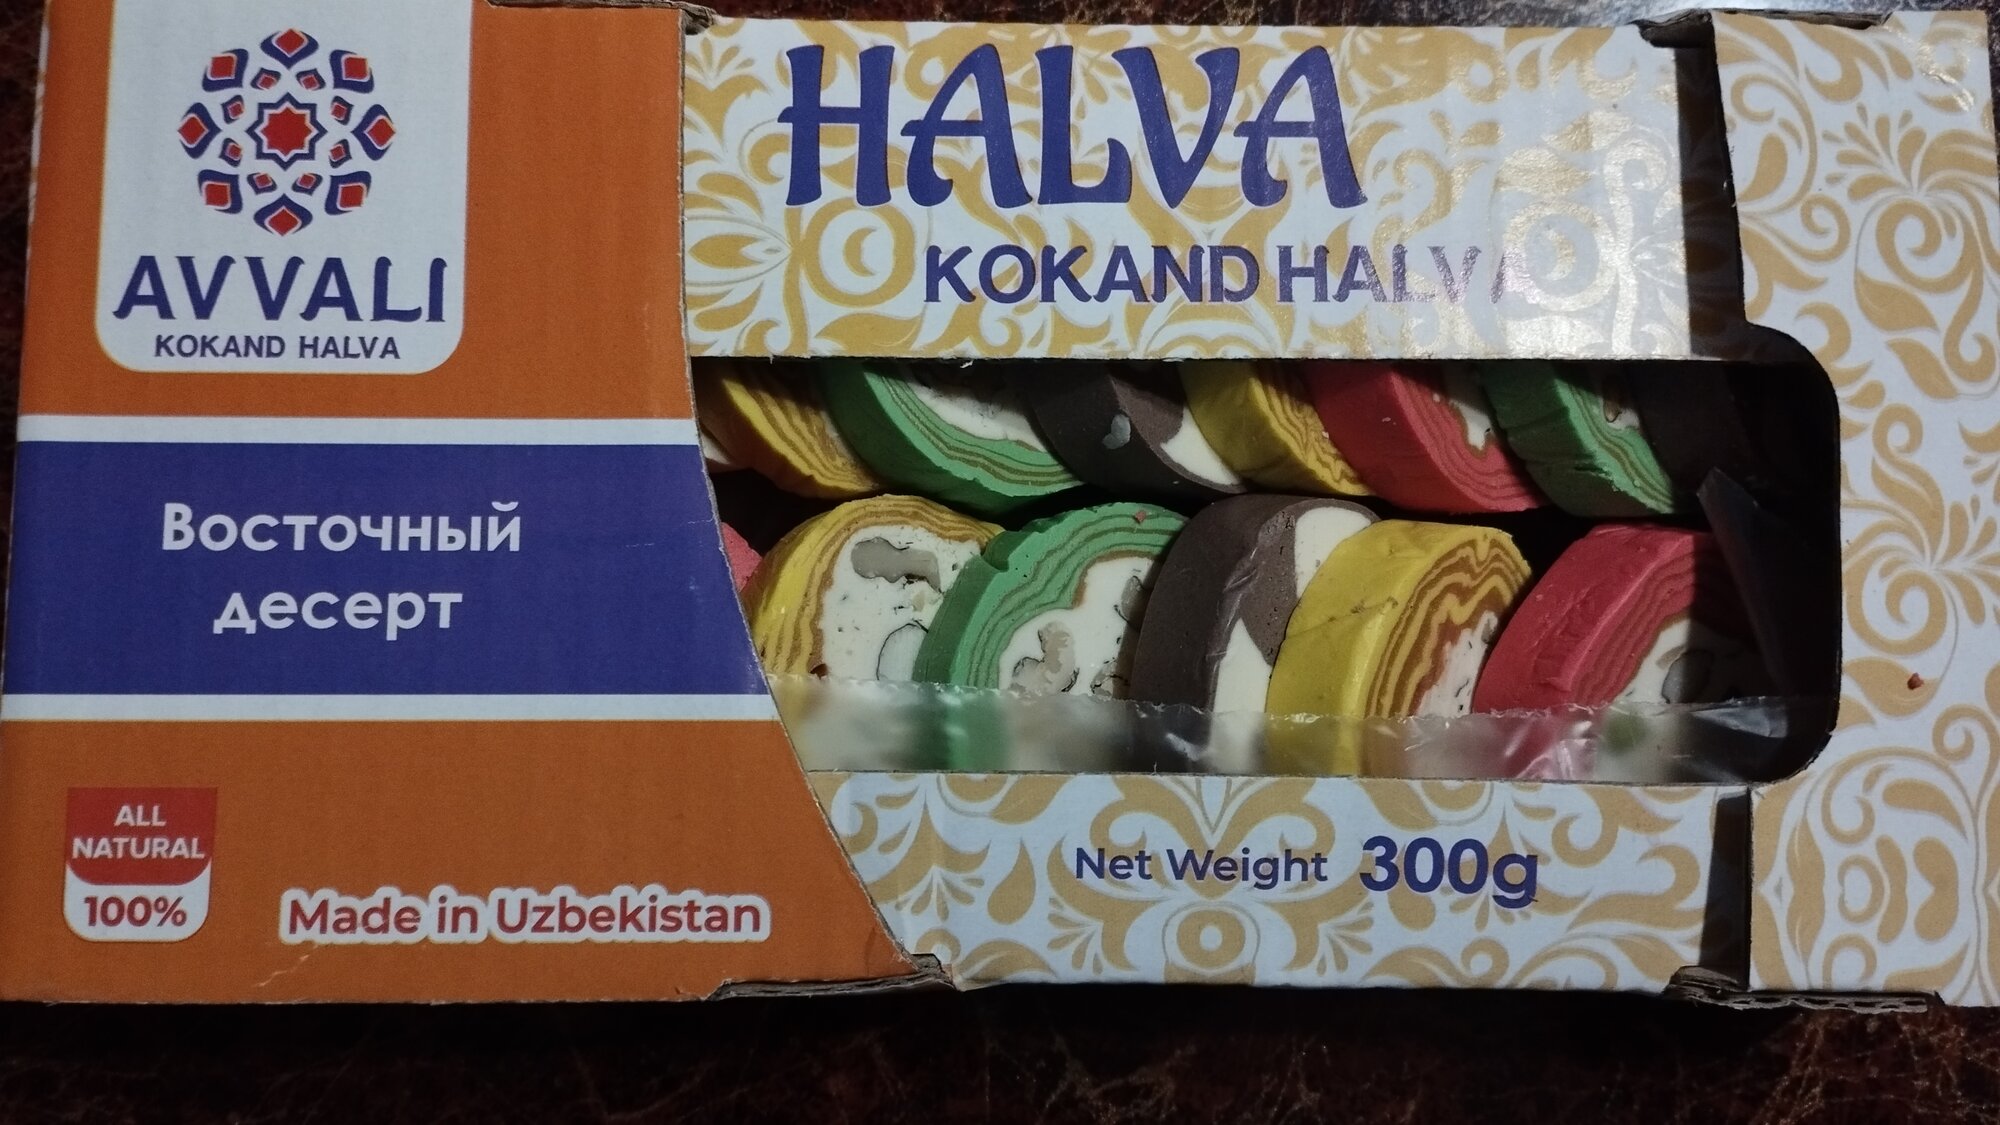 AVVALI
KOKAND HALVA
Восточный
десерт
ALL
NATURAL
100%
Made in Uzbekistan
HALVA
KOKAND HALVA
Net Weight 300g